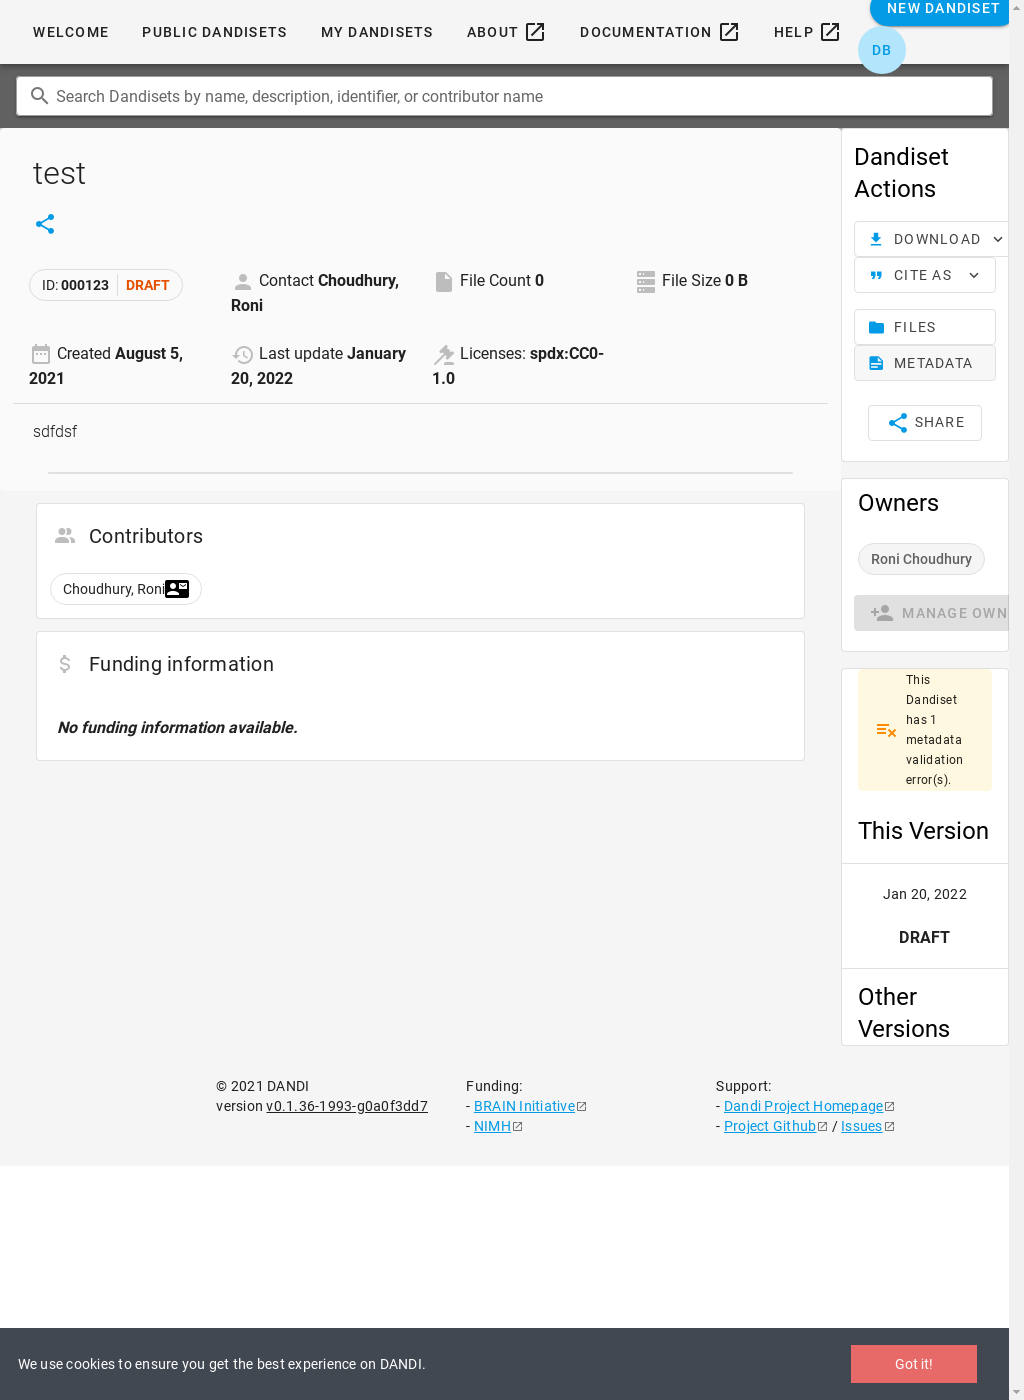 WELCOME PUBLIC DANDISETS MY DANDISETS ABOUT DOCUMENTATION HELP NEW DANDISET
DB
Search Dandisets by name, description, identifier, or contributor name
test
ID: 000123 DRAFT
Contact Choudhury, Roni
File Count 0
File Size 0 B
Created August 5, 2021
Last update January 20, 2022
Licenses: spdx:CC0-1.0
sdfdsf
Contributors
Choudhury, Roni
Funding information
No funding information available.
Dandiset
Actions
DOWNLOAD
CITE AS
FILES
METADATA
SHARE
Owners
Roni Choudhury
MANAGE OWN
This
Dandiset
has 1
metadata
validation
error(s).
This Version
Jan 20, 2022
DRAFT
Other
Versions
© 2021 DANDI
version v0.1.36-1993-g0a0f3dd7
Funding:
- BRAIN Initiative
- NIMH
Support:
- Dandi Project Homepage
- Project Github / Issues
We use cookies to ensure you get the best experience on DANDI.
Got it!